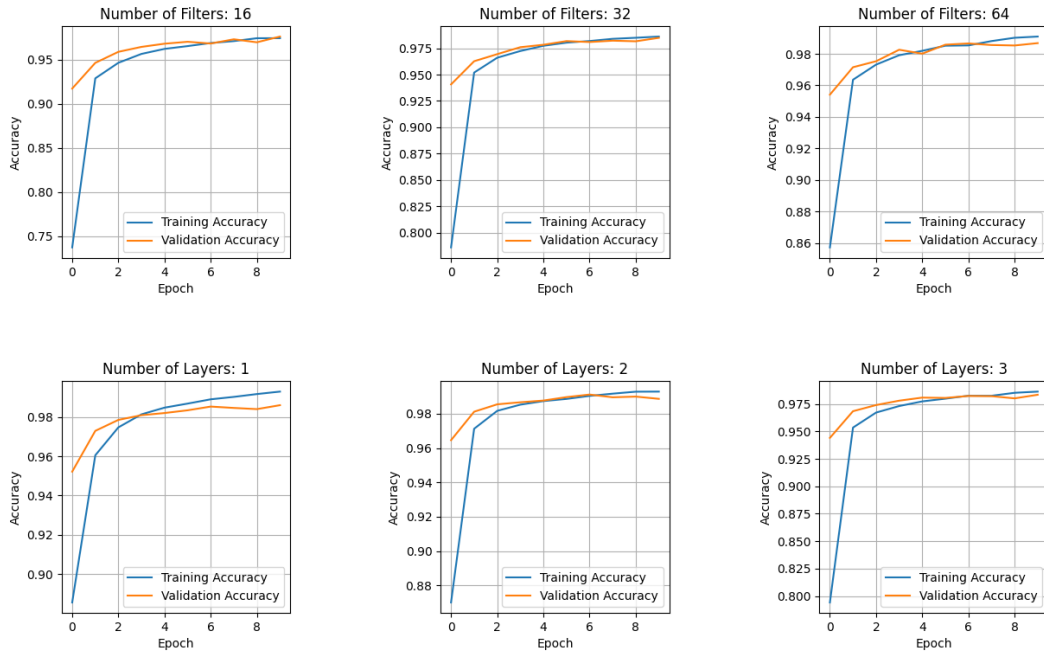 Number of Filters: 16
Accuracy
0.95
0.90
0.85
0.80
0.75
Training Accuracy
Validation Accuracy
0 2 4 6 8
Epoch
Number of Filters: 32
Accuracy
0.975
0.950
0.925
0.900
0.875
0.850
0.825
0.800
Training Accuracy
Validation Accuracy
0 2 4 6 8
Epoch
Number of Filters: 64
Accuracy
0.98
0.96
0.94
0.92
0.90
0.88
0.86
Training Accuracy
Validation Accuracy
0 2 4 6 8
Epoch
Number of Layers: 1
Accuracy
0.98
0.96
0.94
0.92
0.90
Training Accuracy
Validation Accuracy
0 2 4 6 8
Epoch
Number of Layers: 2
Accuracy
0.98
0.96
0.94
0.92
0.90
0.88
Training Accuracy
Validation Accuracy
0 2 4 6 8
Epoch
Number of Layers: 3
Accuracy
0.975
0.950
0.925
0.900
0.875
0.850
0.825
0.800
Training Accuracy
Validation Accuracy
0 2 4 6 8
Epoch